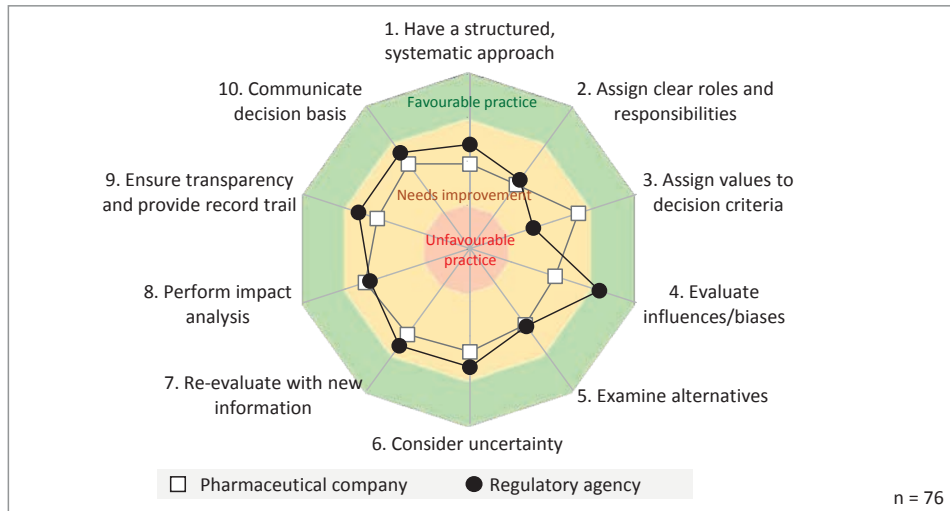 1. Have a structured,
systematic approach
10. Communicate
decision basis
Favourable practice
2. Assign clear roles and
responsibilities
9. Ensure transparency
and provide record trail
Needs improvement
3. Assign values to
decision criteria
Unfavourable
practice
8. Perform impact
analysis
4. Evaluate
influences/biases
7. Re-evaluate with new
information
5. Examine alternatives
6. Consider uncertainty
Pharmaceutical company
Regulatory agency
n = 76